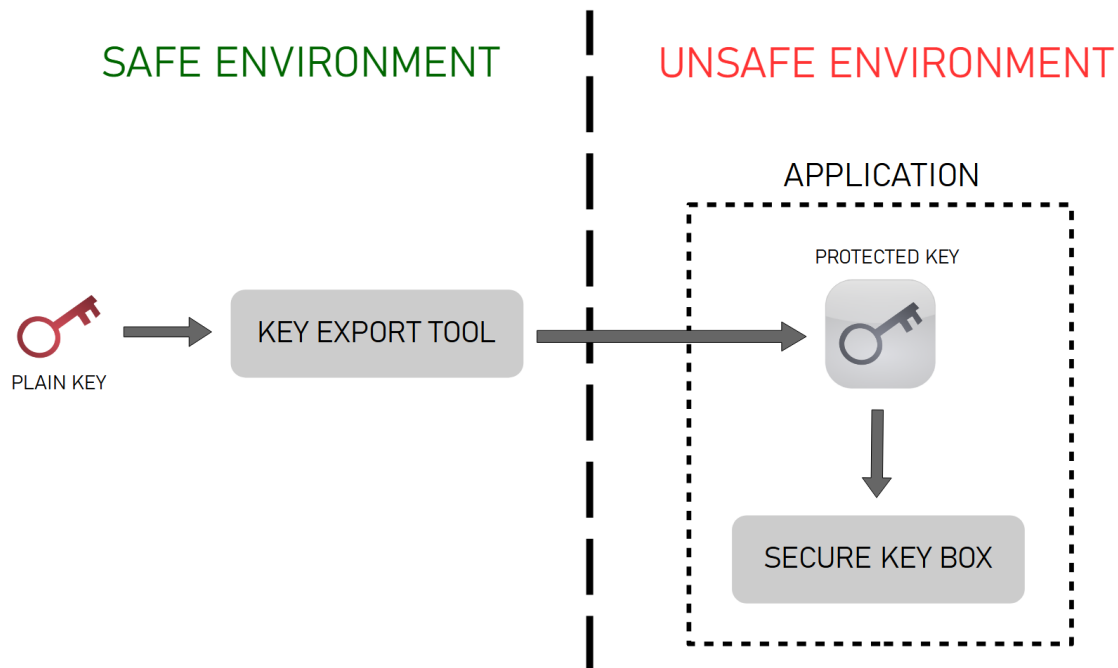 SAFE ENVIRONMENT
UNSAFE ENVIRONMENT
APPLICATION
PROTECTED KEY
KEY EXPORT TOOL
PLAIN KEY
SECURE KEY BOX